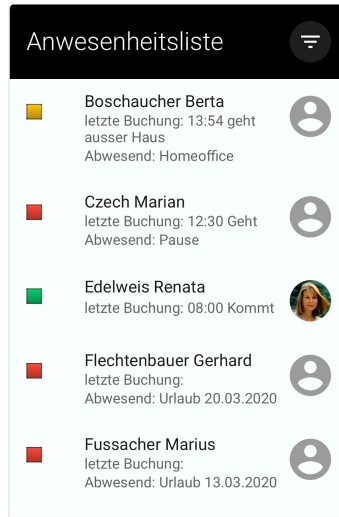 Anwesenheitsliste
Boschaucher Berta
letzte Buchung: 13:54 geht
ausser Haus
Abwesend: Homeoffice
Czech Marian
letzte Buchung: 12:30 Geht
Abwesend: Pause
Edelweis Renata
letzte Buchung: 08:00 Kommt
Flechtenbauer Gerhard
letzte Buchung:
Abwesend: Urlaub 20.03.2020
Fussacher Marius
letzte Buchung:
Abwesend: Urlaub 13.03.2020